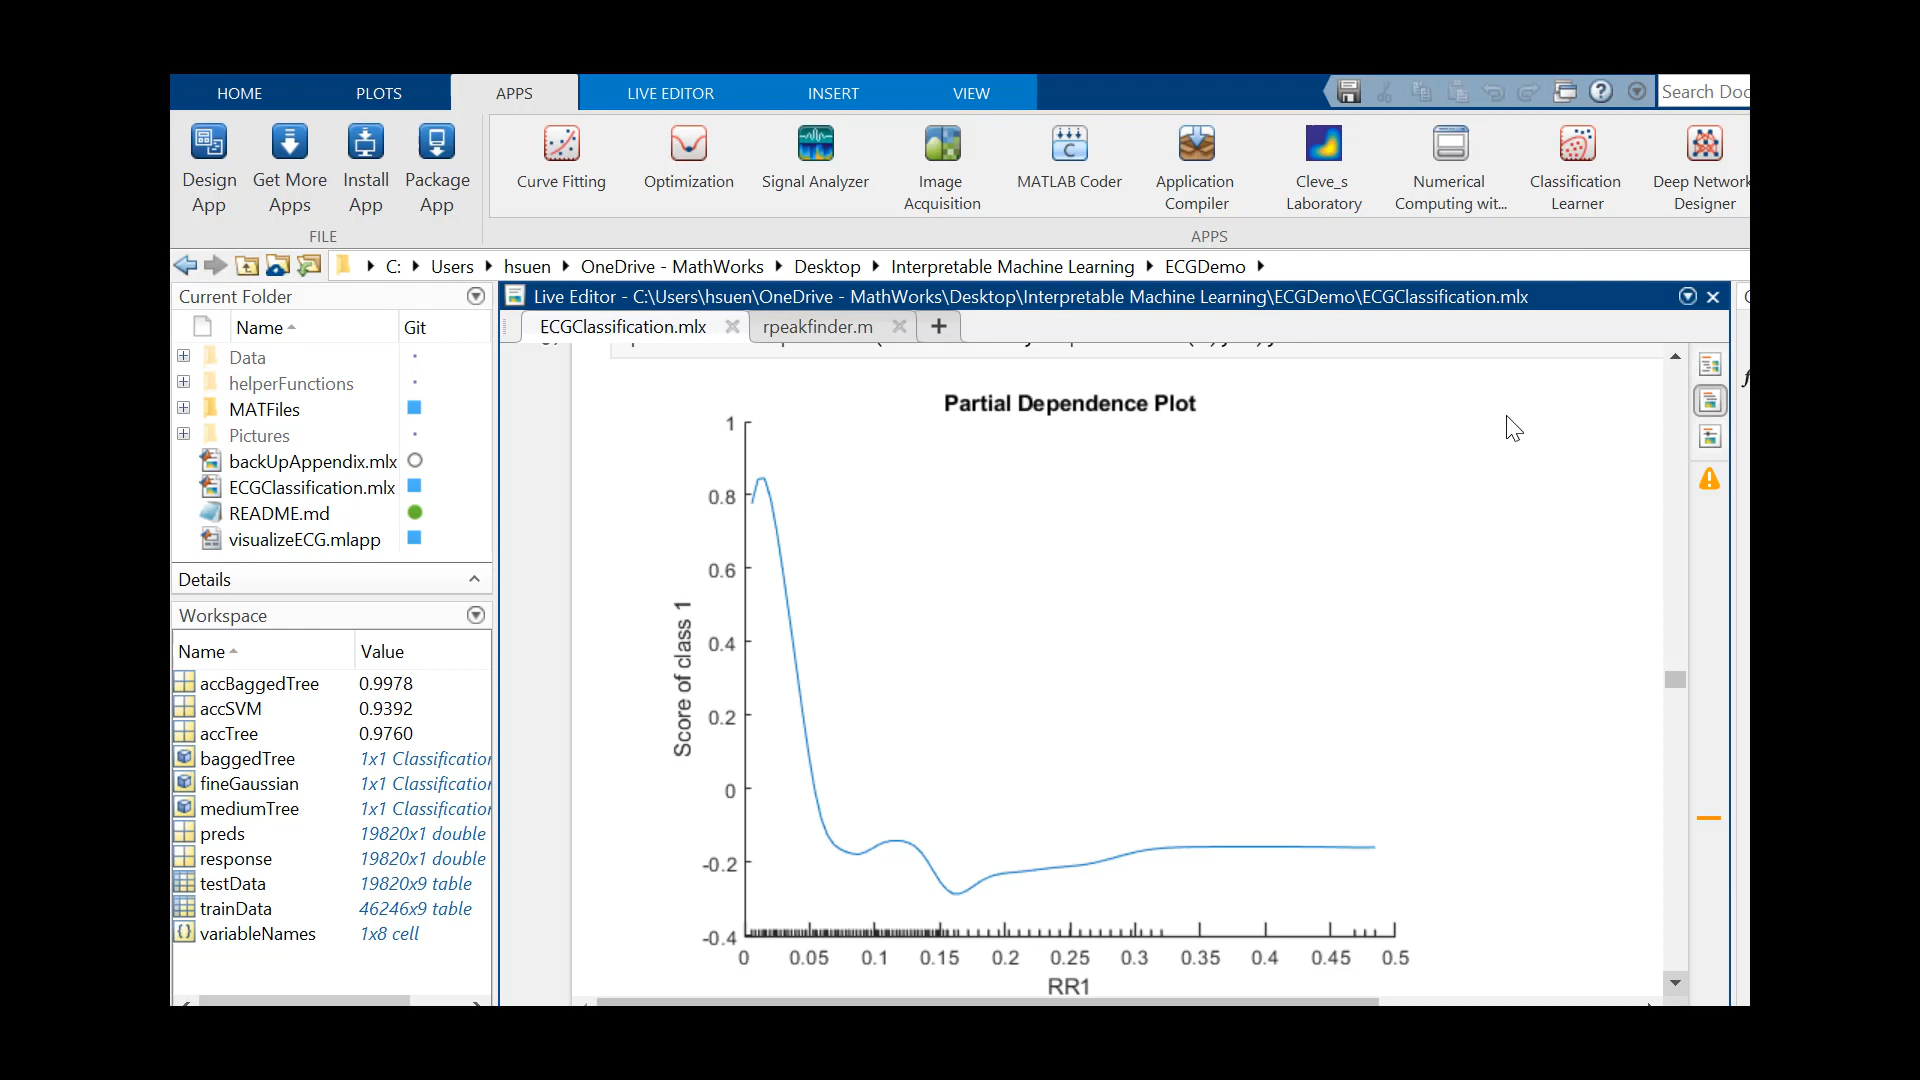 HOME PLOTS APPS LIVE EDITOR INSERT VIEW Search Doc
Design App
Get More Apps
Install App
Package App
Curve Fitting
Optimization
Signal Analyzer
Image Acquisition
MATLAB Coder
Application Compiler
Cleve_s Laboratory
Numerical Computing wit...
Classification Learner
Deep Network Designer
FILE APPS
C: Users hsuen OneDrive - MathWorks Desktop Interpretable Machine Learning ECGDemo
Current Folder
Live Editor - C:\Users\hsuen\OneDrive - MathWorks\Desktop\Interpretable Machine Learning\ECGDemo\ECGClassification.mlx
Name Git
ECGClassification.mlx rpeakfinder.m
Data
helperFunctions
MATFiles
Pictures
backUpAppendix.mlx
ECGClassification.mlx
README.md
visualizeECG.mlapp
Details
Workspace
Name Value
accBaggedTree 0.9978
accSVM 0.9392
accTree 0.9760
baggedTree 1x1 Classification
fineGaussian 1x1 Classification
mediumTree 1x1 Classification
preds 19820x1 double
response 19820x1 double
testData 19820x9 table
trainData 46246x9 table
variableNames 1x8 cell
Partial Dependence Plot
Score of class 1
1
0.8
0.6
0.4
0.2
0
-0.2
-0.4
0 0.05 0.1 0.15 0.2 0.25 0.3 0.35 0.4 0.45 0.5
RR1